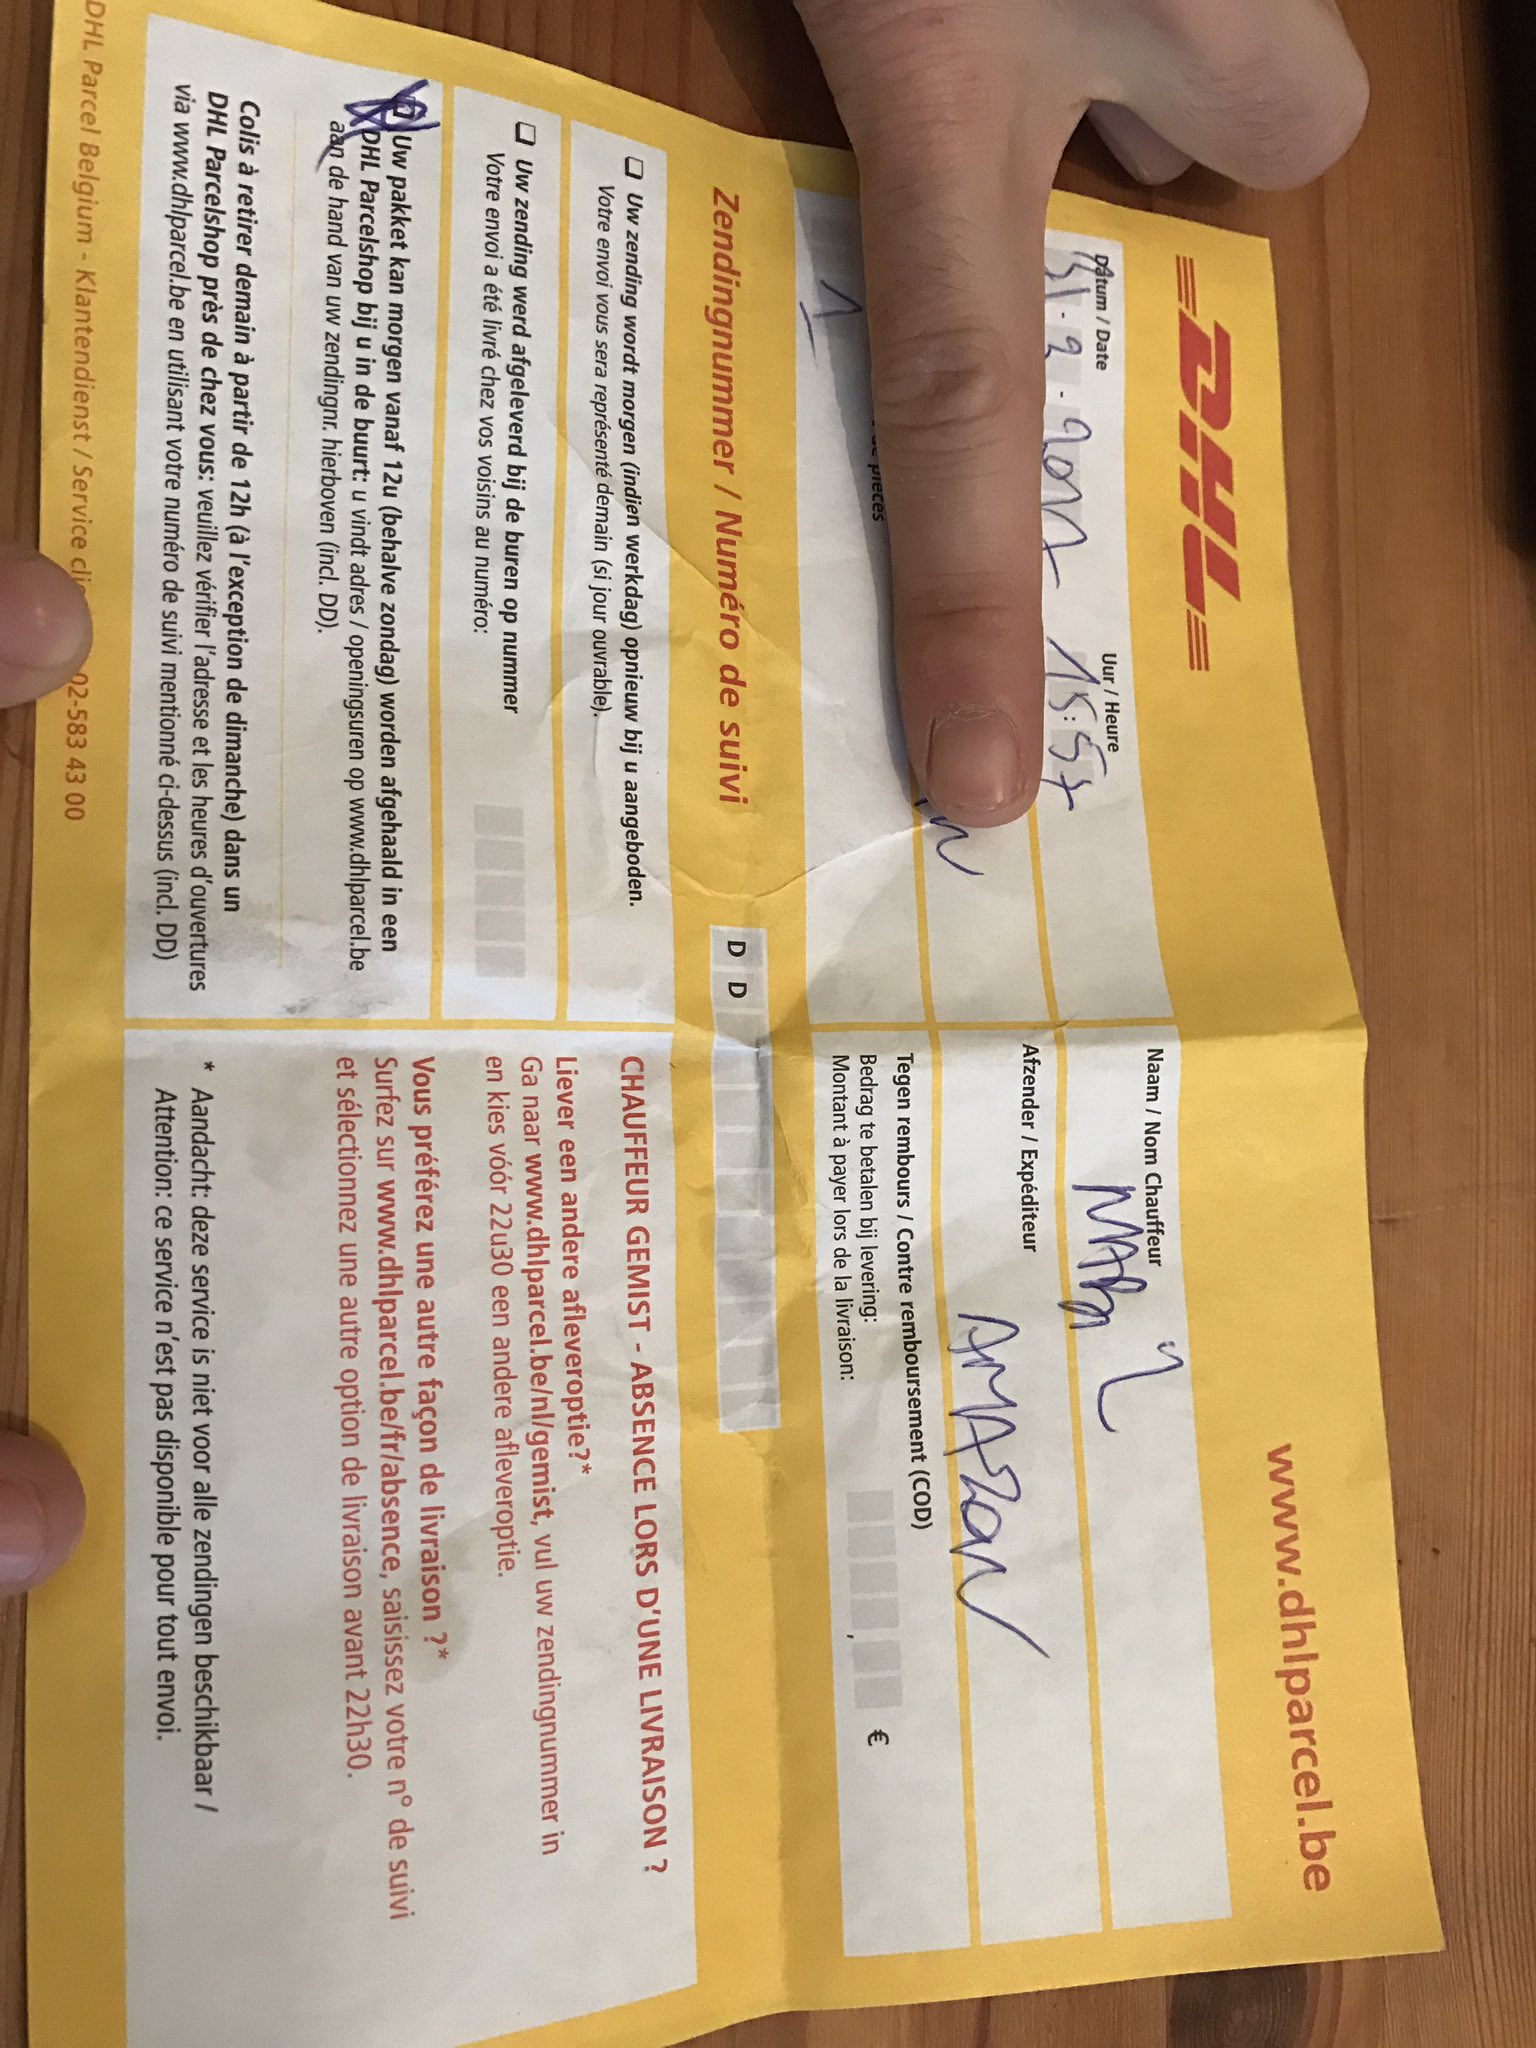 DHL
www.dhlparcel.be
Datum / Date
Uur / Heure
15:57
Naam / Nom Chauffeur
Afzender / Expéditeur
AMAZON
pieces
1
Tegen rembours / Contre remboursement (COD)
Bedrag te betalen bij levering:
Montant à payer lors de la livraison:
, €
Zendingnummer / Numéro de suivi
D D
❑ Uw zending wordt morgen (indien werkdag) opnieuw bij u aangeboden.
Votre envoi vous sera représenté demain (si jour ouvrable).
❑ Uw zending werd afgeleverd bij de buren op nummer
Votre envoi a été livré chez vos voisins au numéro:
Uw pakket kan morgen vanaf 12u (behalve zondag) worden afgehaald in een
DHL Parcelshop bij u in de buurt: u vindt adres / openingsuren op www.dhlparcel.be
aan de hand van uw zendingnr. hierboven (incl. DD).
Colis à retirer demain à partir de 12h (à l'exception de dimanche) dans un
DHL Parcelshop près de chez vous: veuillez vérifier l'adresse et les heures d'ouvertures
via www.dhlparcel.be en utilisant votre numéro de suivi mentionné ci-dessus (incl. DD)
CHAUFFEUR GEMIST - ABSENCE LORS D'UNE LIVRAISON ?
Liever een andere afleveroptie?*
Ga naar www.dhlparcel.be/nl/gemist, vul uw zendingnummer in
en kies vóór 22u30 een andere afleveroptie.
Vous préférez une autre façon de livraison ?*
Surfez sur www.dhlparcel.be/fr/absence, saisissez votre n° de suivi
et sélectionnez une autre option de livraison avant 22h30.
* Aandacht: deze service is niet voor alle zendingen beschikbaar /
Attention: ce service n'est pas disponible pour tout envoi.
DHL Parcel Belgium - Klantendienst / Service 02-583 43 00